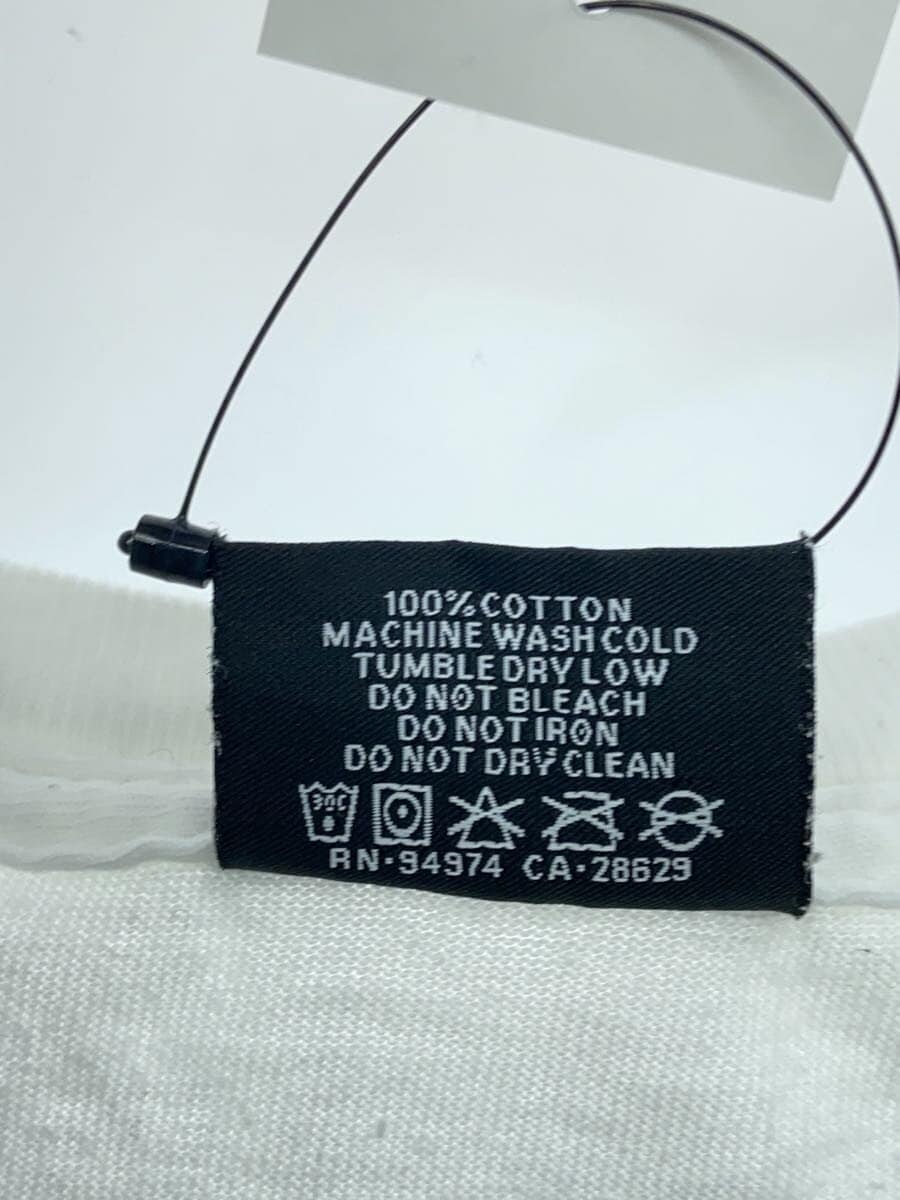 100% COTTON
MACHINE WASH COLD
TUMBLE DRY LOW
DO NOT BLEACH
DO NOT IRON
DO NOT DRY CLEAN
30C
RN·94974 CA·28629